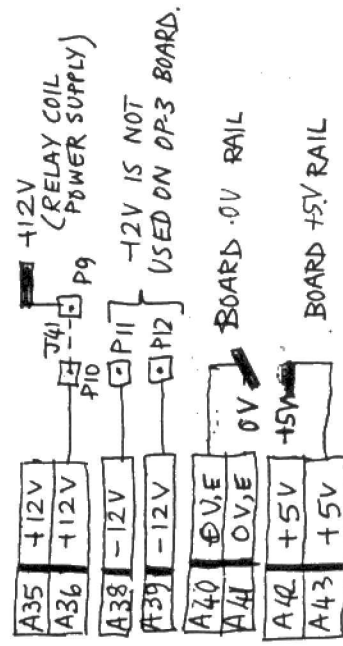 A35 +12V
A36 +12V
P10
J41
P9
+12V
(RELAY COIL
POWER SUPPLY)
A38 -12V
P11
A39 -12V
P12
-12V IS NOT
USED ON OP-3 BOARD.
A40 0V,E
A41 0V,E
0V
BOARD 0V RAIL
A42 +5V
A43 +5V
+5V
BOARD +5V RAIL